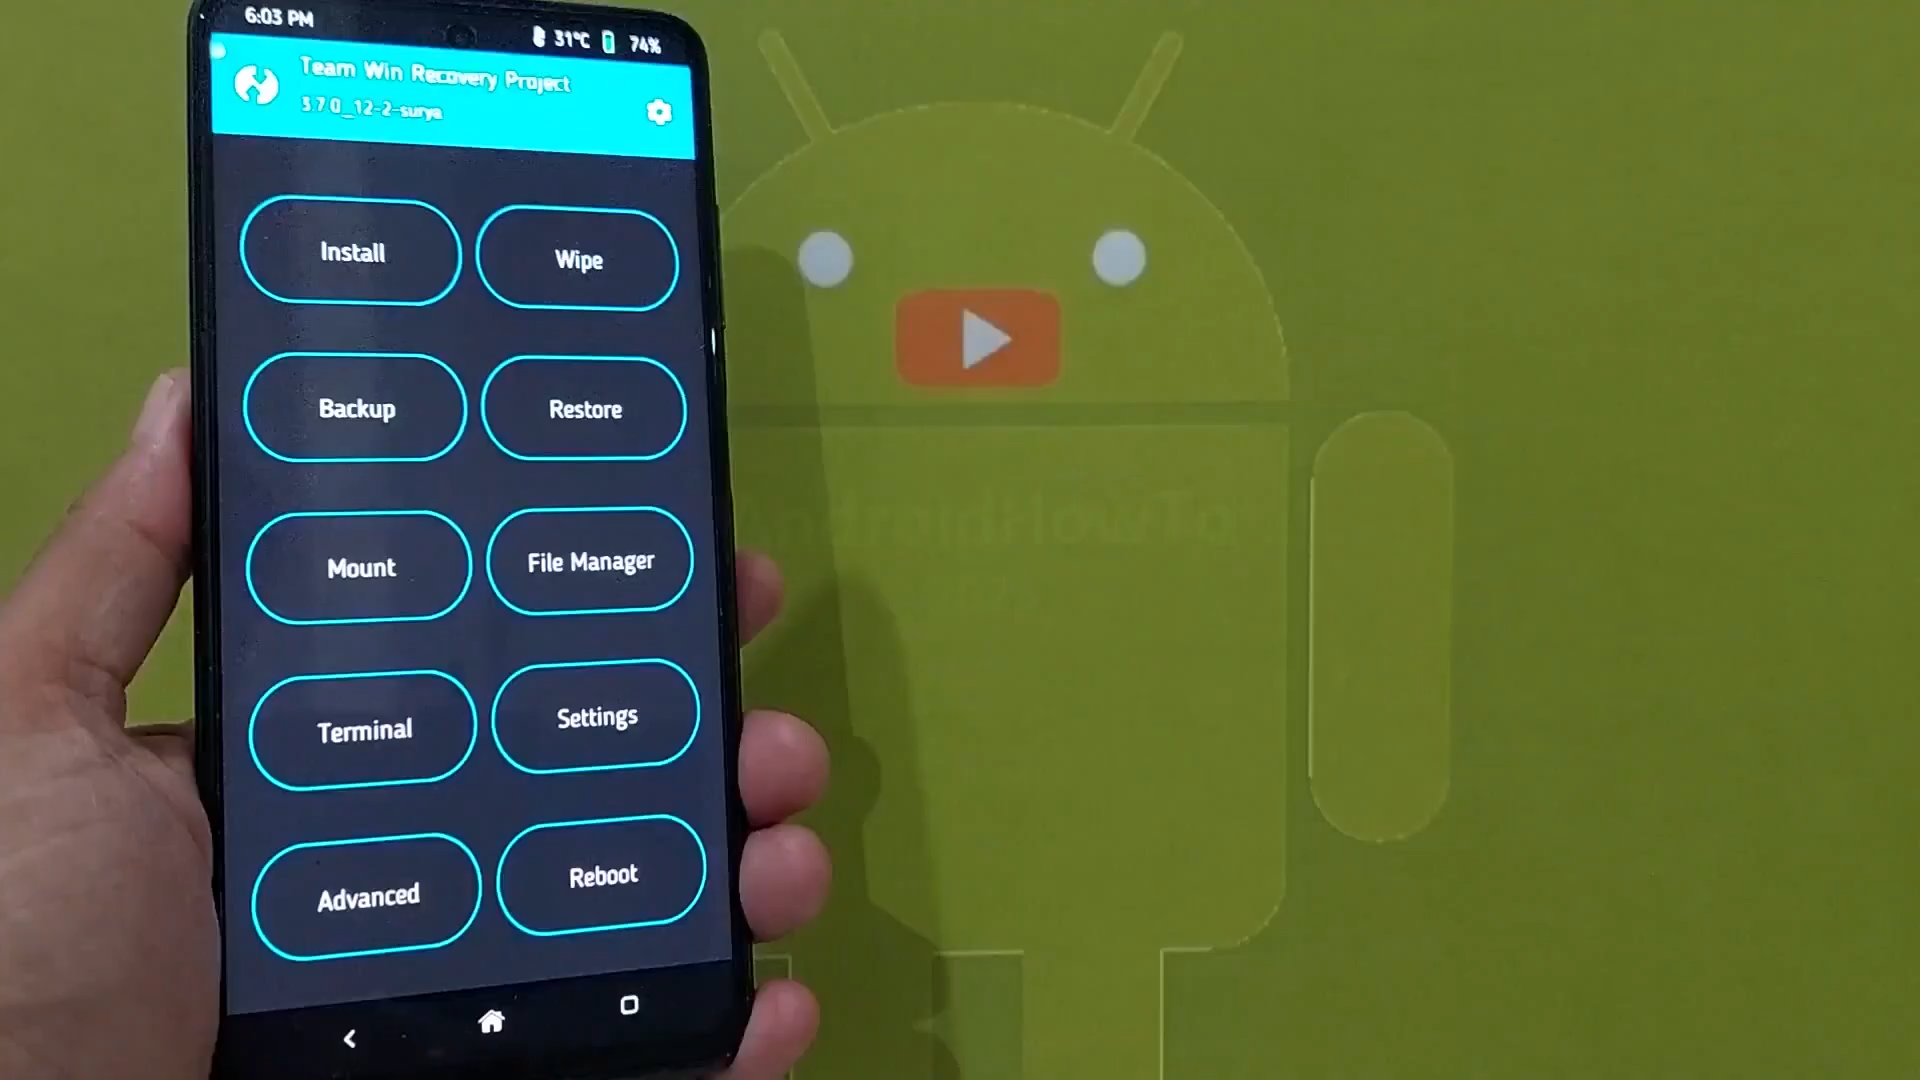 6:03 PM
31°C 74%
Team Win Recovery Project
3.7.0_12-2-surya
Install
Wipe
Backup
Restore
Mount
File Manager
Terminal
Settings
Advanced
Reboot
AndroidHowTo